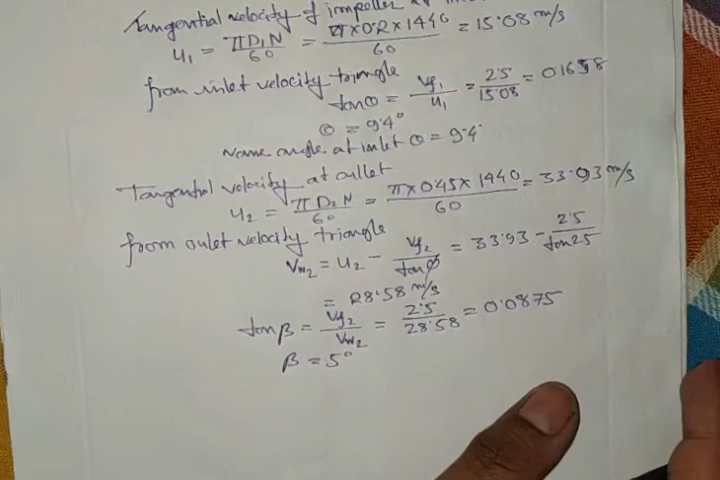 Tangential velocity of impeller at
u₁ = πD₁N/60 = π×0.2×1440/60 = 15.08 m/s
from inlet velocity triangle
tanθ = Vf₁/u₁ = 2.5/15.08 = 0.1658
θ = 9.4°
Vane angle at inlet θ = 9.4°
Tangential velocity at outlet
u₂ = πD₂N/60 = π×0.45×1440/60 = 33.93 m/s
from outlet velocity triangle
Vw₂ = u₂ - Vf₂/tanφ = 33.93 - 2.5/tan25
= 28.58 m/s
tanβ = Vf₂/Vw₂ = 2.5/28.58 = 0.0875
β = 5°